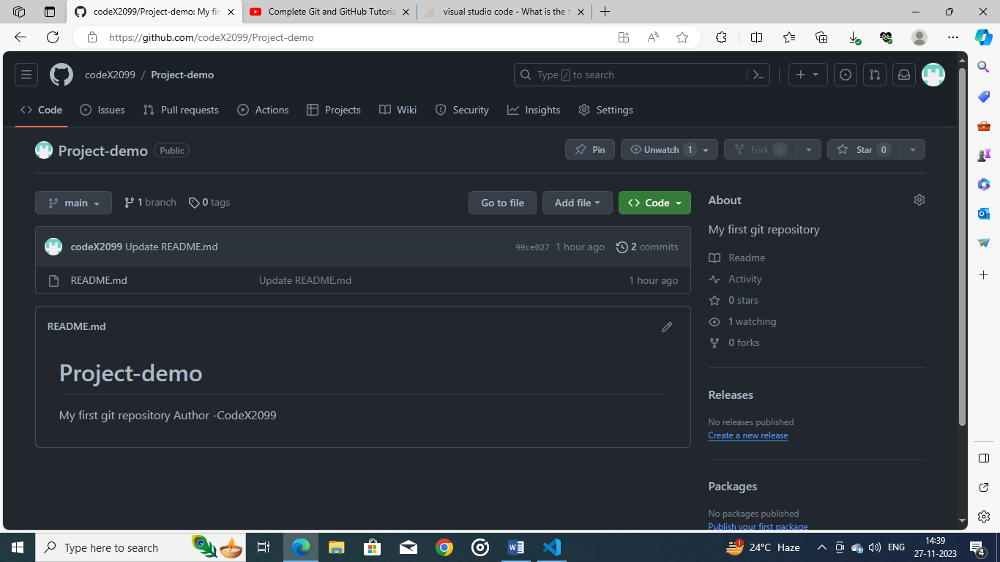 codeX2099/Project-demo: My fir
Complete Git and GitHub Tutoria
visual studio code - What is the t
https://github.com/codeX2099/Project-demo
codeX2099 / Project-demo
Type / to search
Code Issues Pull requests Actions Projects Wiki Security Insights Settings
Project-demo Public
Pin Unwatch 1 Fork 0 Star 0
main 1 branch 0 tags Go to file Add file <> Code
codeX2099 Update README.md 99ce027 1 hour ago 2 commits
README.md Update README.md 1 hour ago
README.md
Project-demo
My first git repository Author -CodeX2099
About
My first git repository
Readme
Activity
0 stars
1 watching
0 forks
Releases
No releases published
Create a new release
Packages
No packages published
Publish your first package
Type here to search
1
24°C Haze
ENG
14:39
27-11-2023
4